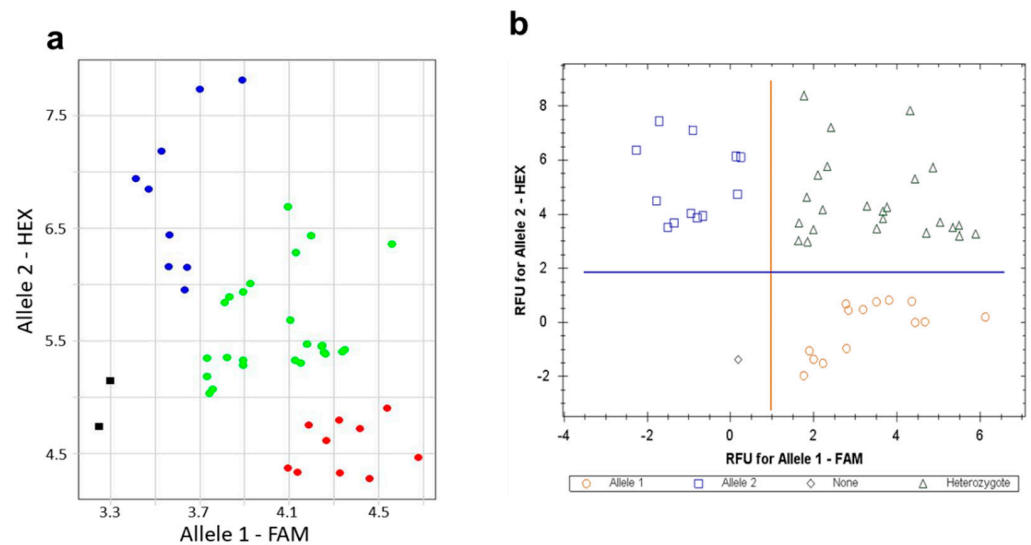 a
7.5
6.5
5.5
4.5
3.3 3.7 4.1 4.5
Allele 2 - HEX
Allele 1 - FAM
b
8
6
4
2
0
-2
-4 -2 0 2 4 6
RFU for Allele 2 - HEX
RFU for Allele 1 - FAM
Allele 1 Allele 2 None Heterozygote